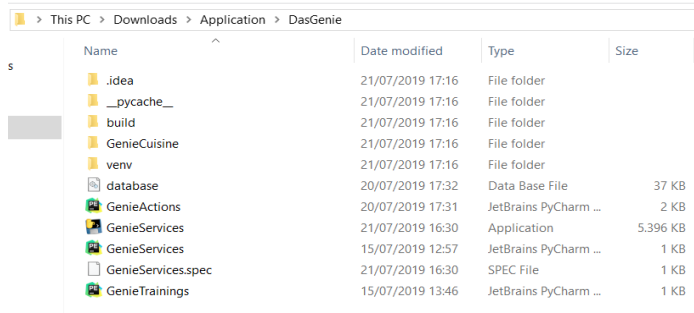 This PC > Downloads > Application > DasGenie
Name Date modified Type Size
s
.idea 21/07/2019 17:16 File folder
__pycache__ 21/07/2019 17:16 File folder
build 21/07/2019 17:16 File folder
GenieCuisine 21/07/2019 17:16 File folder
venv 21/07/2019 17:16 File folder
database 20/07/2019 17:32 Data Base File 37 KB
GenieActions 20/07/2019 17:31 JetBrains PyCharm ... 2 KB
GenieServices 21/07/2019 16:30 Application 5.396 KB
GenieServices 15/07/2019 12:57 JetBrains PyCharm ... 1 KB
GenieServices.spec 21/07/2019 16:30 SPEC File 1 KB
GenieTrainings 15/07/2019 13:46 JetBrains PyCharm ... 1 KB